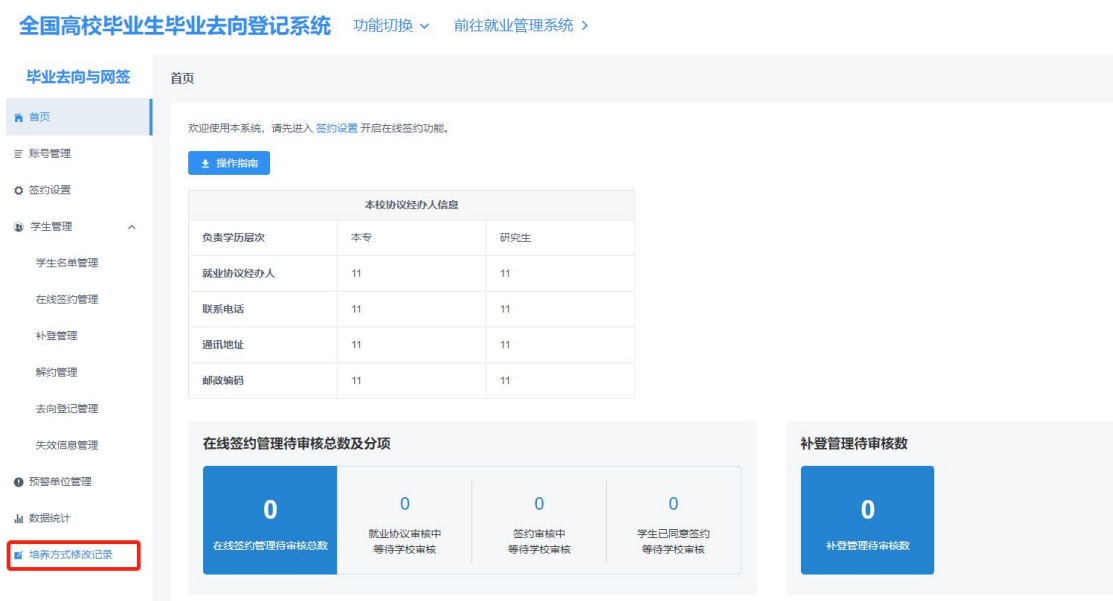 全国高校毕业生毕业去向登记系统 功能切换 前往就业管理系统
毕业去向与网签
首页
账号管理
签约设置
学生管理
学生名单管理
在线签约管理
补登管理
解约管理
去向登记管理
失效信息管理
预警单位管理
数据统计
培养方式修改记录
首页
欢迎使用本系统，请先进入 签约设置 开启在线签约功能。
操作指南
本校协议经办人信息
负责学历层次 本专 研究生
就业协议经办人 11 11
联系电话 11 11
通讯地址 11 11
邮政编码 11 11
在线签约管理待审核总数及分项
0
在线签约管理待审核总数
0
就业协议审核中
等待学校审核
0
签约审核中
等待学校审核
0
学生已同意签约
等待学校审核
补登管理待审核数
0
补登管理待审核数